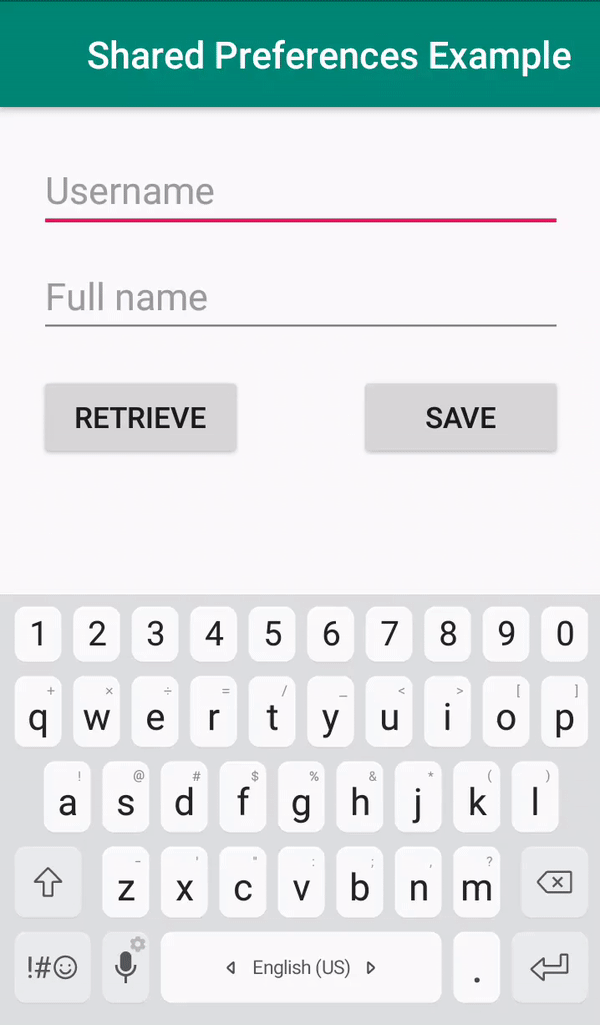 Shared Preferences Example
Username
Full name
RETRIEVE SAVE
1 2 3 4 5 6 7 8 9 0
+ × ÷ = / _ < > [ ]
q w e r t y u i o p
! @ # $ % & * ( )
a s d f g h j k l
- ' " : ; , ?
z x c v b n m
!#☺ English (US) .